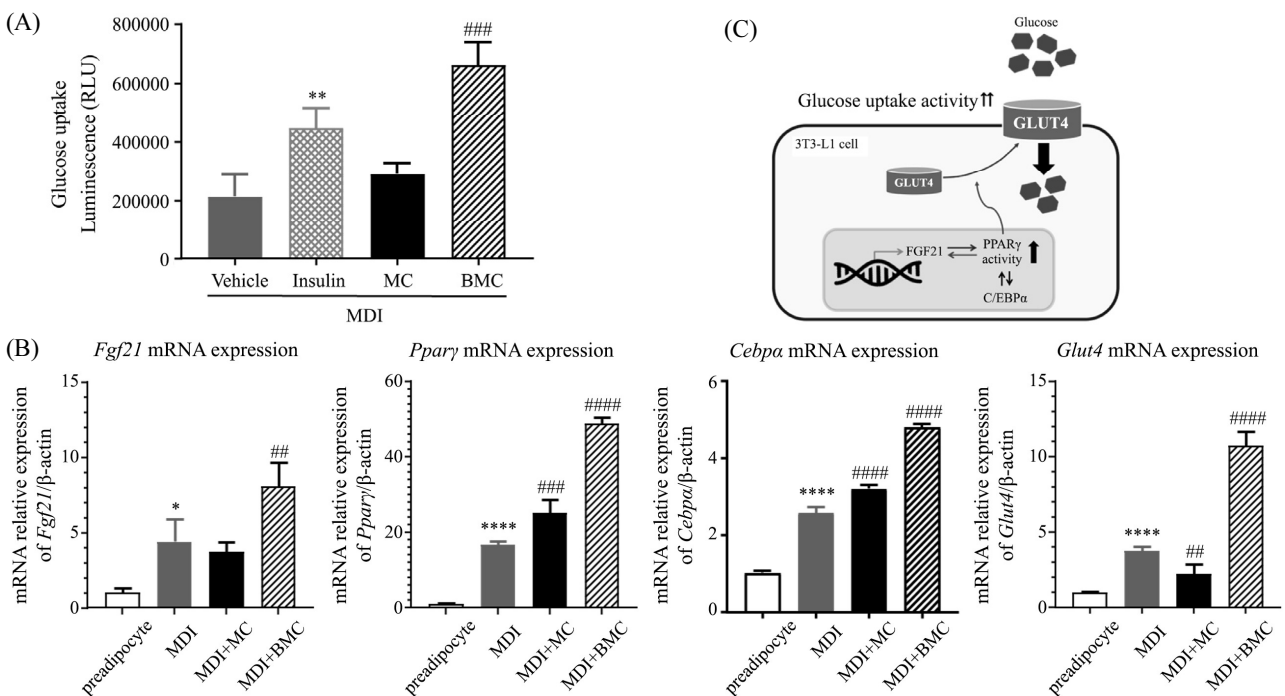 (A)
Glucose uptake
Luminescence (RLU)
800000
600000
400000
200000
0
**
###
Vehicle
Insulin
MC
BMC
MDI
(C)
Glucose
Glucose uptake activity⇈
GLUT4
3T3-L1 cell
GLUT4
FGF21
PPARγ
activity
C/EBPα
(B)
Fgf21 mRNA expression
mRNA relative expression
of Fgf21/β-actin
15
10
5
0
*
##
preadipocyte
MDI
MDI+MC
MDI+BMC
Pparγ mRNA expression
mRNA relative expression
of Pparγ/β-actin
60
40
20
0
****
###
####
preadipocyte
MDI
MDI+MC
MDI+BMC
Cebpα mRNA expression
mRNA relative expression
of Cebpα/β-actin
6
4
2
0
****
####
####
preadipocyte
MDI
MDI+MC
MDI+BMC
Glut4 mRNA expression
mRNA relative expression
of Glut4/β-actin
15
10
5
0
****
##
####
preadipocyte
MDI
MDI+MC
MDI+BMC